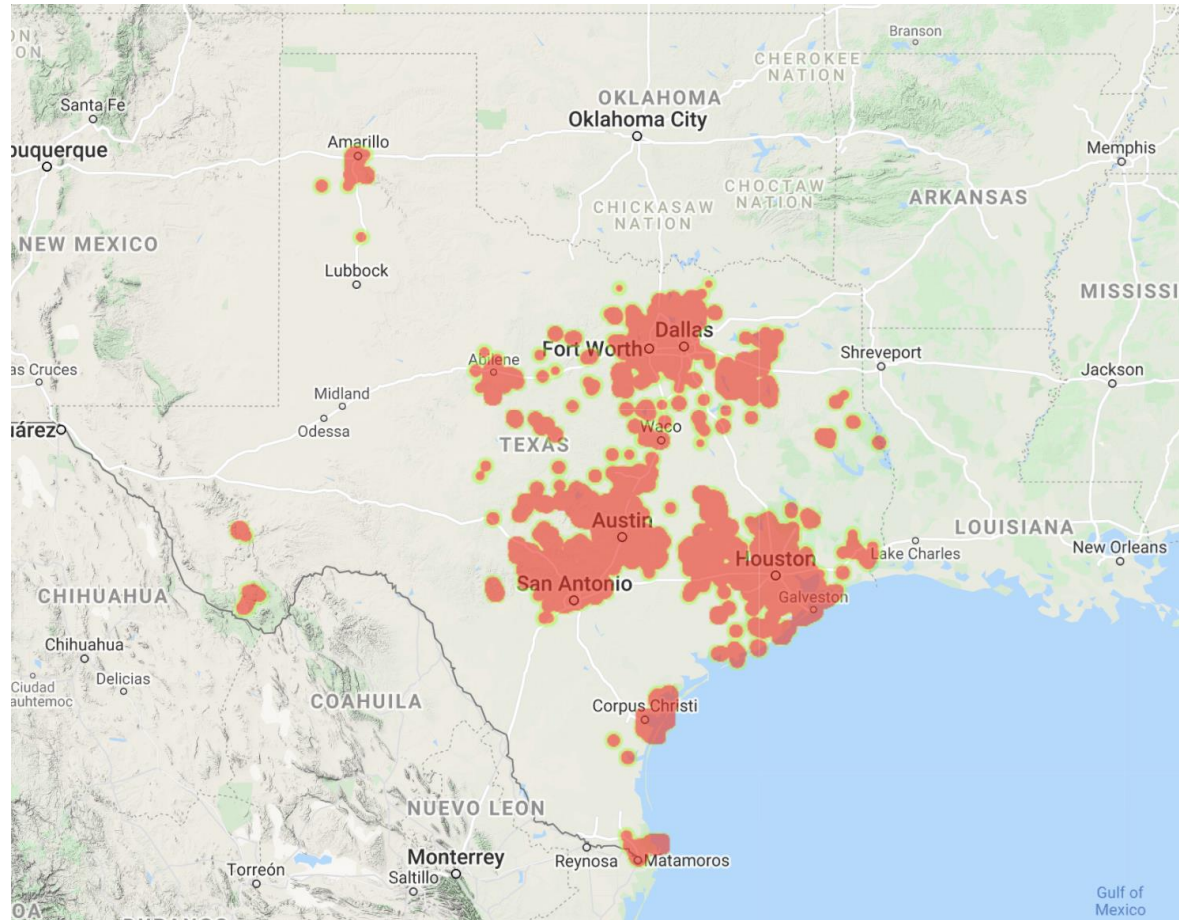 Branson
CHEROKEE
NATION
OKLAHOMA
Santa Fe
Oklahoma City
Amarillo
buquerque
Memphis
CHOCTAW
NATION
ARKANSAS
CHICKASAW
NATION
NEW MEXICO
Lubbock
MISSISSI
Dallas
Fort Worth
Abilene
Shreveport
as Cruces
Jackson
Midland
Odessa
uárez
Waco
TEXAS
Austin
LOUISIANA
New Orleans
Lake Charles
Houston
San Antonio
CHIHUAHUA
Galveston
Chihuahua
Delicias
Ciudad
auhtemoc
COAHUILA
Corpus Christi
NUEVO LEON
Monterrey
Reynosa
Matamoros
Torreón
Saltillo
Gulf of
Mexico